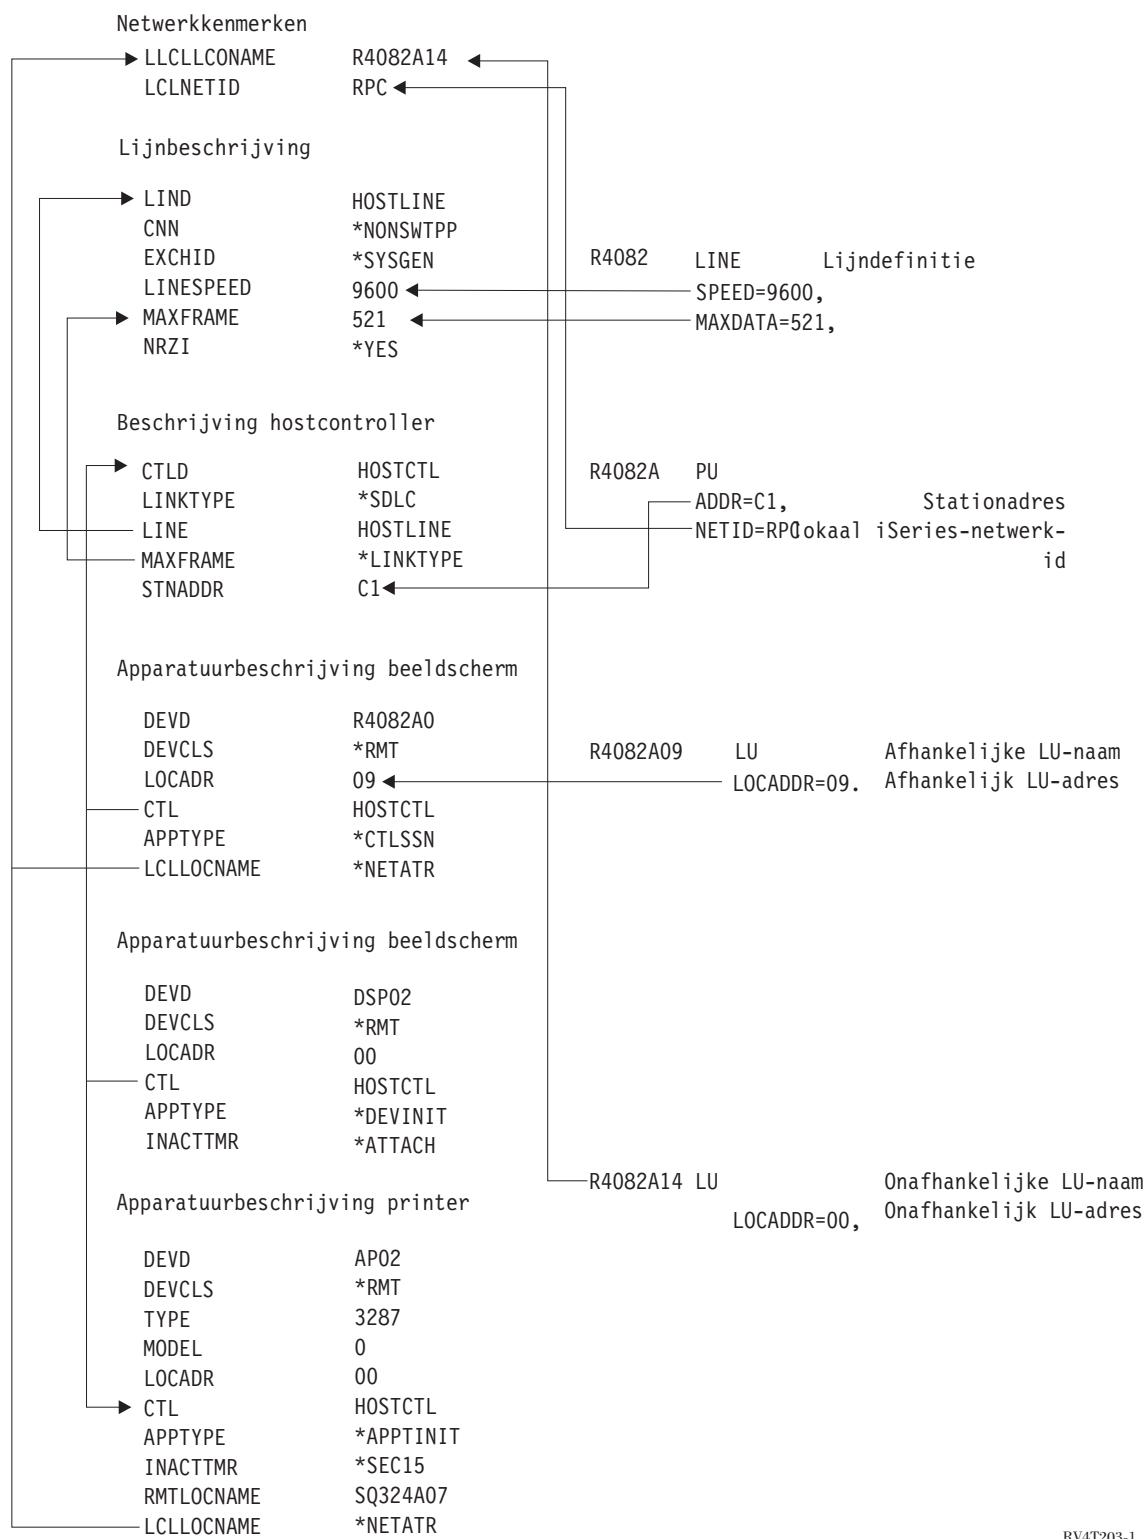 Netwerkkenmerken
LLCLLCONAME R4082A14
LCLNETID RPC
Lijnbeschrijving
LIND HOSTLINE
CNN *NONSWTPP
EXCHID *SYSGEN R4082 LINE Lijndefinitie
LINESPEED 9600 SPEED=9600,
MAXFRAME 521 MAXDATA=521,
NRZI *YES
Beschrijving hostcontroller
CTLD HOSTCTL R4082A PU
LINKTYPE *SDLC ADDR=C1, Stationadres
LINE HOSTLINE NETID=RPC lokaal iSeries-netwerk-
MAXFRAME *LINKTYPE id
STNADDR C1
Apparatuurbeschrijving beeldscherm
DEVD R4082A0
DEVCLS *RMT R4082A09 LU Afhankelijke LU-naam
LOCADR 09 LOCADDR=09. Afhankelijk LU-adres
CTL HOSTCTL
APPTYPE *CTLSSN
LCLLOCNAME *NETATR
Apparatuurbeschrijving beeldscherm
DEVD DSP02
DEVCLS *RMT
LOCADR 00
CTL HOSTCTL
APPTYPE *DEVINIT
INACTTMR *ATTACH
R4082A14 LU Onafhankelijke LU-naam
Apparatuurbeschrijving printer
LOCADDR=00, Onafhankelijk LU-adres
DEVD AP02
DEVCLS *RMT
TYPE 3287
MODEL 0
LOCADR 00
CTL HOSTCTL
APPTYPE *APPTINIT
INACTTMR *SEC15
RMTLOCNAME SQ324A07
LCLLOCNAME *NETATR
RV4T203-1